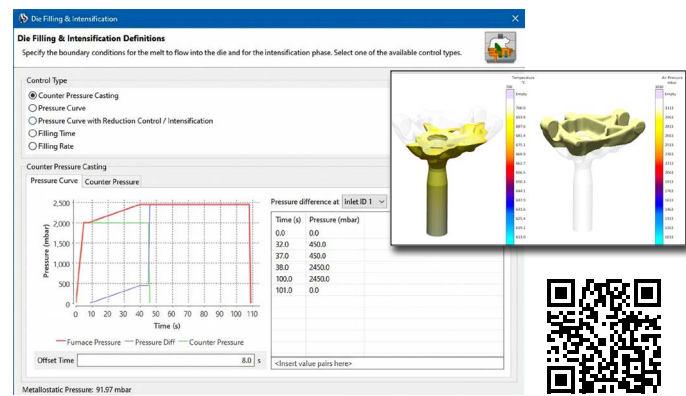 Die Filling & Intensification
Die Filling & Intensification Definitions
Specify the boundary conditions for the melt to flow into the die and for the intensification phase. Select one of the available control types.
Control Type
Counter Pressure Casting
Pressure Curve
Pressure Curve with Reduction Control / Intensification
Filling Time
Filling Rate
Counter Pressure Casting
Pressure Curve Counter Pressure
Pressure (mbar)
2,500
2,000
1,500
1,000
500
0
0 10 20 30 40 50 60 70 80 90 100 110
Time (s)
Furnace Pressure Pressure Diff Counter Pressure
Offset Time 8.0 s
Pressure difference at inlet ID 1
Time (s) Pressure (mbar)
0.0 0.0
32.0 450.0
37.0 450.0
38.0 2450.0
100.0 2450.0
101.0 0.0
<Insert value pairs here>
Metallostatic Pressure: 91.97 mbar
Temperature
°C
Empty
Air Pressure
mbar
Empty